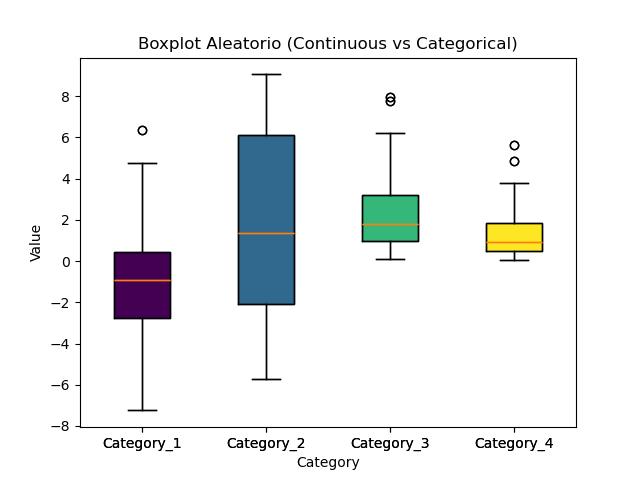 Boxplot Aleatorio (Continuous vs Categorical)
Value
8
6
4
2
0
−2
−4
−6
−8
Category_1 Category_2 Category_3 Category_4
Category